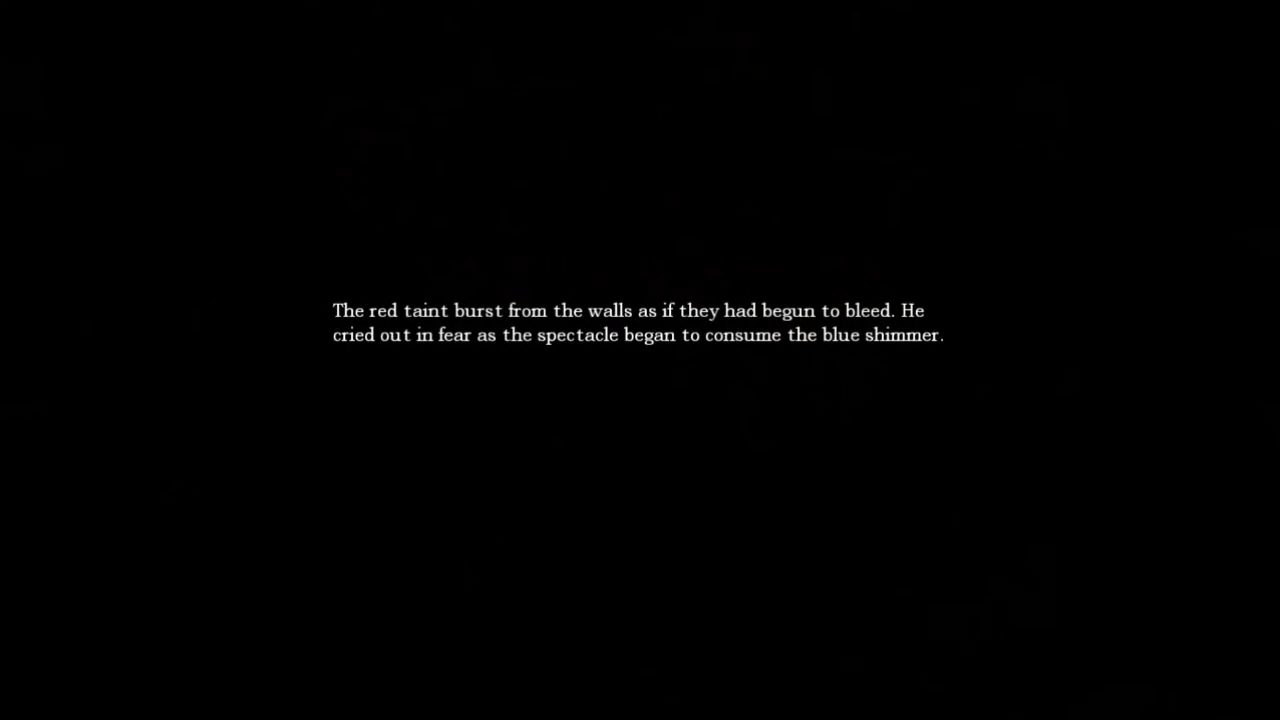 The red taint burst from the walls as if they had begun to bleed. He
cried out in fear as the spectacle began to consume the blue shimmer.